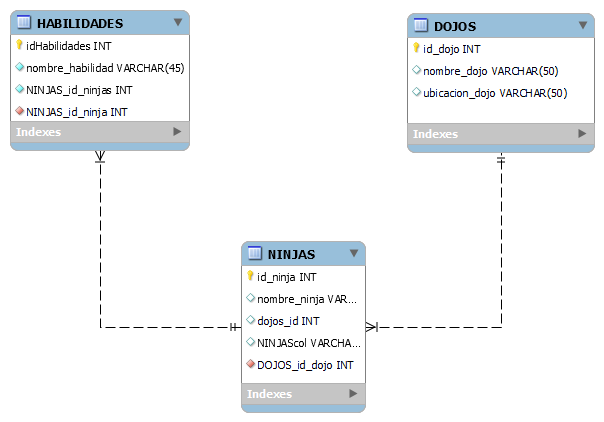 HABILIDADES
idHabilidades INT
nombre_habilidad VARCHAR(45)
NINJAS_id_ninjas INT
NINJAS_id_ninja INT
Indexes
DOJOS
id_dojo INT
nombre_dojo VARCHAR(50)
ubicacion_dojo VARCHAR(50)
Indexes
NINJAS
id_ninja INT
nombre_ninja VAR...
dojos_id INT
NINJAScol VARCHA...
DOJOS_id_dojo INT
Indexes